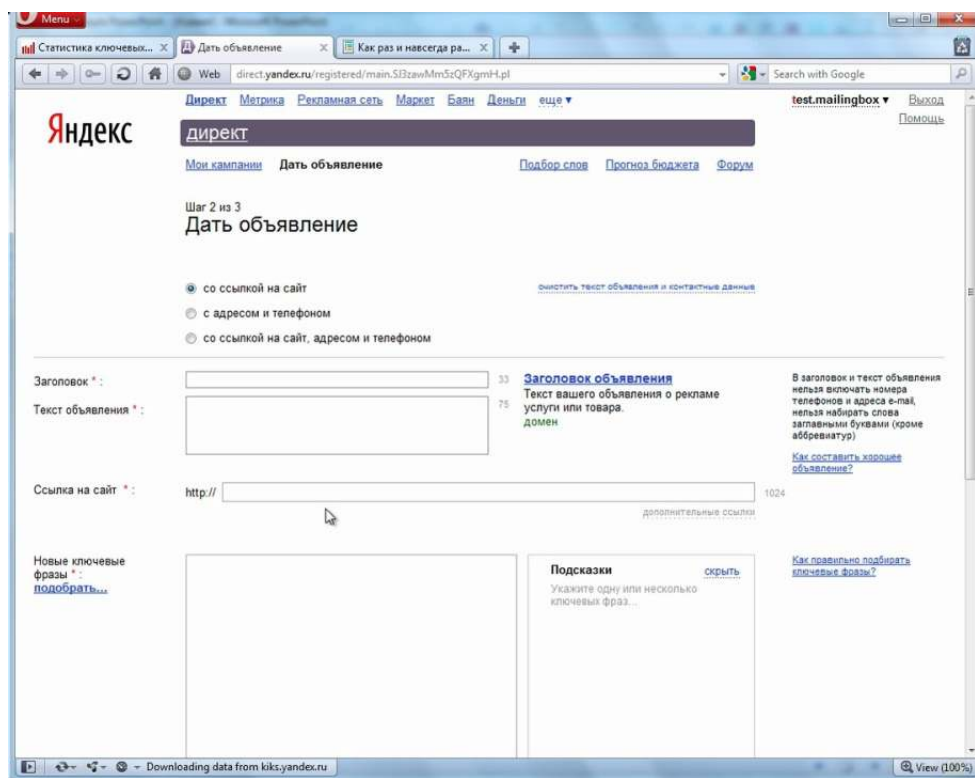 Menu
Статистика ключевых...
Дать объявление
Как раз и навсегда ра...
Web direct.yandex.ru/registered/main.SJ3zawMm5zQFXgmH.pl
Search with Google
Директ Метрика Рекламная сеть Маркет Баян Деньги еще ▼
test.mailingbox ▼ Выход
Помощь
Яндекс
директ
Мои кампании Дать объявление Подбор слов Прогноз бюджета Форум
Шаг 2 из 3
Дать объявление
со ссылкой на сайт
очистить текст объявления и контактные данные
с адресом и телефоном
со ссылкой на сайт, адресом и телефоном
Заголовок * :
33
Заголовок объявления
Текст вашего объявления о рекламе
услуги или товара.
домен
Текст объявления * :
75
В заголовок и текст объявления
нельзя включать номера
телефонов и адреса e-mail,
нельзя набирать слова
заглавными буквами (кроме
аббревиатур)
Как составить хорошее
объявление?
Ссылка на сайт * :
http://
1024
дополнительные ссылки
Новые ключевые
фразы * :
подобрать...
Подсказки скрыть
Укажите одну или несколько
ключевых фраз...
Как правильно подбирать
ключевые фразы?
Downloading data from kiks.yandex.ru
View (100%)